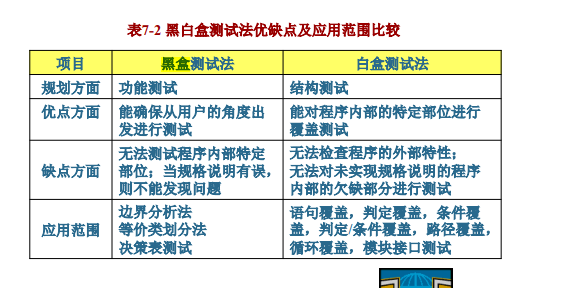 表7-2 黑白盒测试法优缺点及应用范围比较
项目 黑盒测试法 白盒测试法
规划方面 功能测试 结构测试
优点方面 能确保从用户的角度出 能对程序内部的特定部位进行
发进行测试 覆盖测试
无法测试程序内部特定 无法检查程序的外部特性；
缺点方面 部位；当规格说明有误， 无法对未实现规格说明的程序
则不能发现问题 内部的欠缺部分进行测试
边界分析法 语句覆盖，判定覆盖，条件覆
应用范围 等价类划分法 盖，判定/条件覆盖，路径覆盖，
决策表测试 循环覆盖，模块接口测试